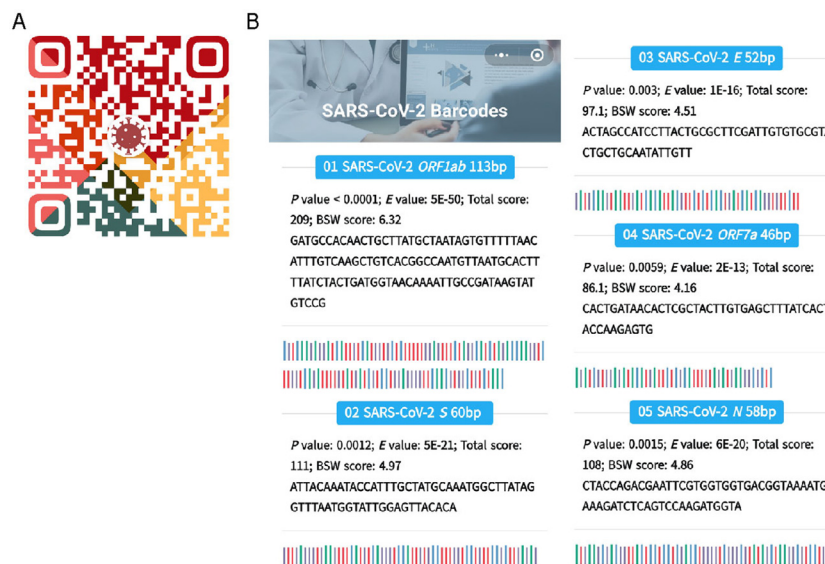 A
B
SARS-CoV-2 Barcodes
01 SARS-CoV-2 ORF1ab 113bp
P value < 0.0001; E value: 5E-50; Total score:
209; BSW score: 6.32
GATGCCACAACTGCTTATGCTAATAGTGTTTTTAAC
ATTTGTCAAGCTGTCACGGCCAATGTTAATGCACTT
TTATCTACTGATGGTAACAAAATTGCCGATAAGTAT
GTCCG
02 SARS-CoV-2 S 60bp
P value: 0.0012; E value: 5E-21; Total score:
111; BSW score: 4.97
ATTACAAATACCATTTGCTATGCAAATGGCTTATAG
GTTTAATGGTATTGGAGTTACACA
03 SARS-CoV-2 E 52bp
P value: 0.003; E value: 1E-16; Total score:
97.1; BSW score: 4.51
ACTAGCCATCCTTACTGCGCTTCGATTGTGTGCGTA
CTGCTGCAATATTGTT
04 SARS-CoV-2 ORF7a 46bp
P value: 0.0059; E value: 2E-13; Total score:
86.1; BSW score: 4.16
CACTGATAACACTCGCTACTTGTGAGCTTTATCACT
ACCAAGAGTG
05 SARS-CoV-2 N 58bp
P value: 0.0015; E value: 6E-20; Total score:
108; BSW score: 4.86
CTACCAGACGAATTCGTGGTGGTGACGGTAAAATG
AAAGATCTCAGTCCAAGATGGTA